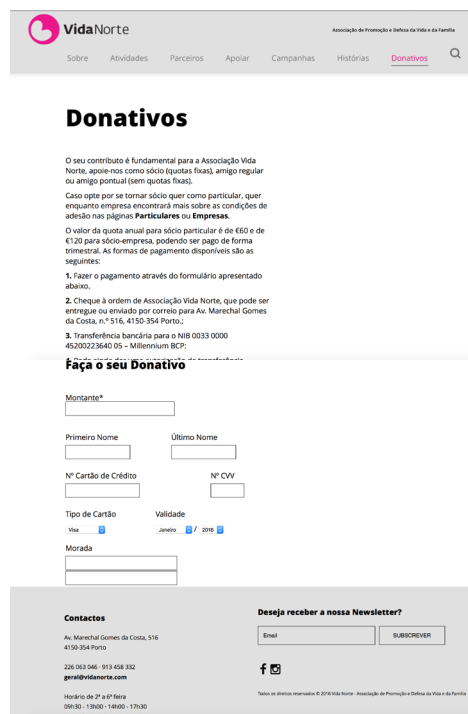 VidaNorte
Associação de Promoção e Defesa da Vida e da Família
Sobre Atividades Parceiros Apoiar Campanhas Histórias Donativos
Donativos
O seu contributo é fundamental para a Associação Vida
Norte, apoie-nos como sócio (quotas fixas), amigo regular
ou amigo pontual (sem quotas fixas).
Caso opte por se tornar sócio quer como particular, quer
enquanto empresa encontrará mais sobre as condições de
adesão nas páginas Particulares ou Empresas.
O valor da quota anual para sócio particular é de €60 e de
€120 para sócio-empresa, podendo ser pago de forma
trimestral. As formas de pagamento disponíveis são as
seguintes:
1. Fazer o pagamento através do formulário apresentado
abaixo.
2. Cheque à ordem de Associação Vida Norte, que pode ser
entregue ou enviado por correio para Av. Marechal Gomes
da Costa, n.º 516, 4150-354 Porto.;
3. Transferência bancária para o NIB 0033 0000
45200223640 05 – Millennium BCP:
Faça o seu Donativo
Montante*
Primeiro Nome Último Nome
Nº Cartão de Crédito Nº CVV
Tipo de Cartão Validade
Visa Janeiro / 2016
Morada
Contactos
Av. Marechal Gomes da Costa, 516
4150-354 Porto
226 063 046 · 913 458 332
geral@vidanorte.com
Horário de 2ª a 6ª feira
09h30 - 13h00 · 14h00 - 17h30
Deseja receber a nossa Newsletter?
Email SUBSCREVER
Todos os direitos reservados © 2016 Vida Norte - Associação de Promoção e Defesa da Vida e da Família